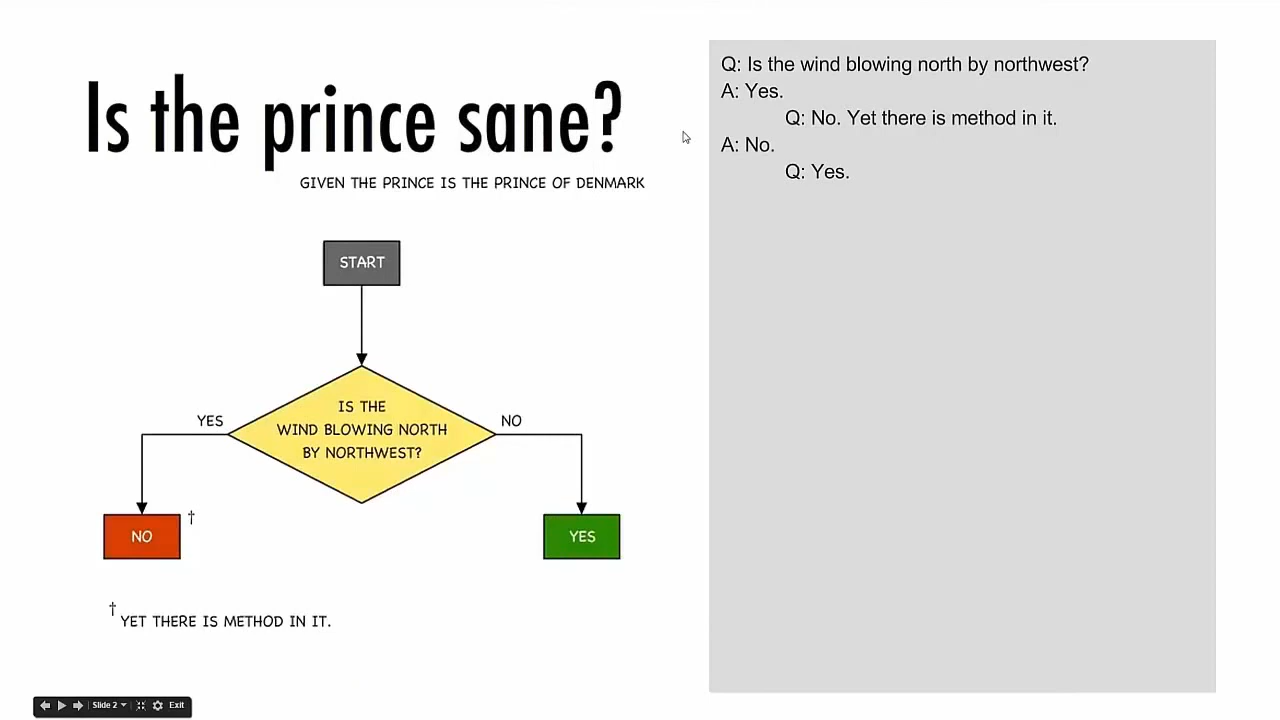 Is the prince sane?
GIVEN THE PRINCE IS THE PRINCE OF DENMARK
START
IS THE
WIND BLOWING NORTH
BY NORTHWEST?
YES
NO
NO †
YES
† YET THERE IS METHOD IN IT.
Q: Is the wind blowing north by northwest?
A: Yes.
Q: No. Yet there is method in it.
A: No.
Q: Yes.
Slide 2
Exit